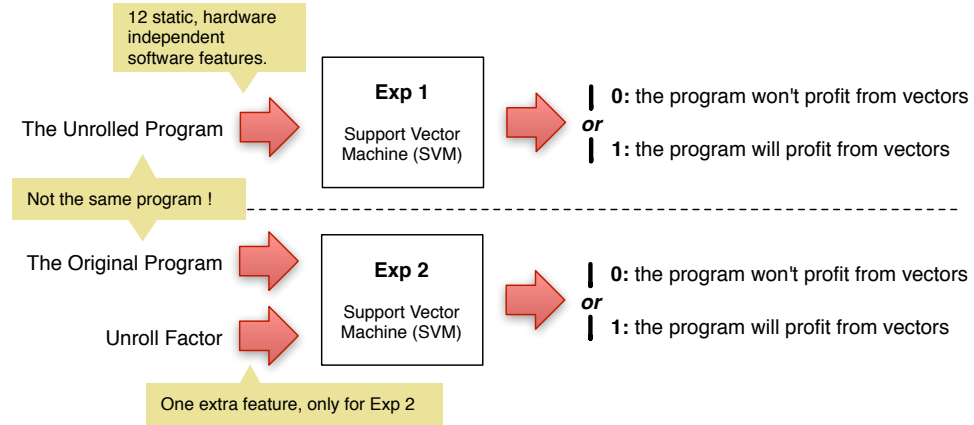 12 static, hardware
independent
software features.
The Unrolled Program
Exp 1
Support Vector
Machine (SVM)
0: the program won't profit from vectors
or
1: the program will profit from vectors
Not the same program !
The Original Program
Unroll Factor
Exp 2
Support Vector
Machine (SVM)
0: the program won't profit from vectors
or
1: the program will profit from vectors
One extra feature, only for Exp 2